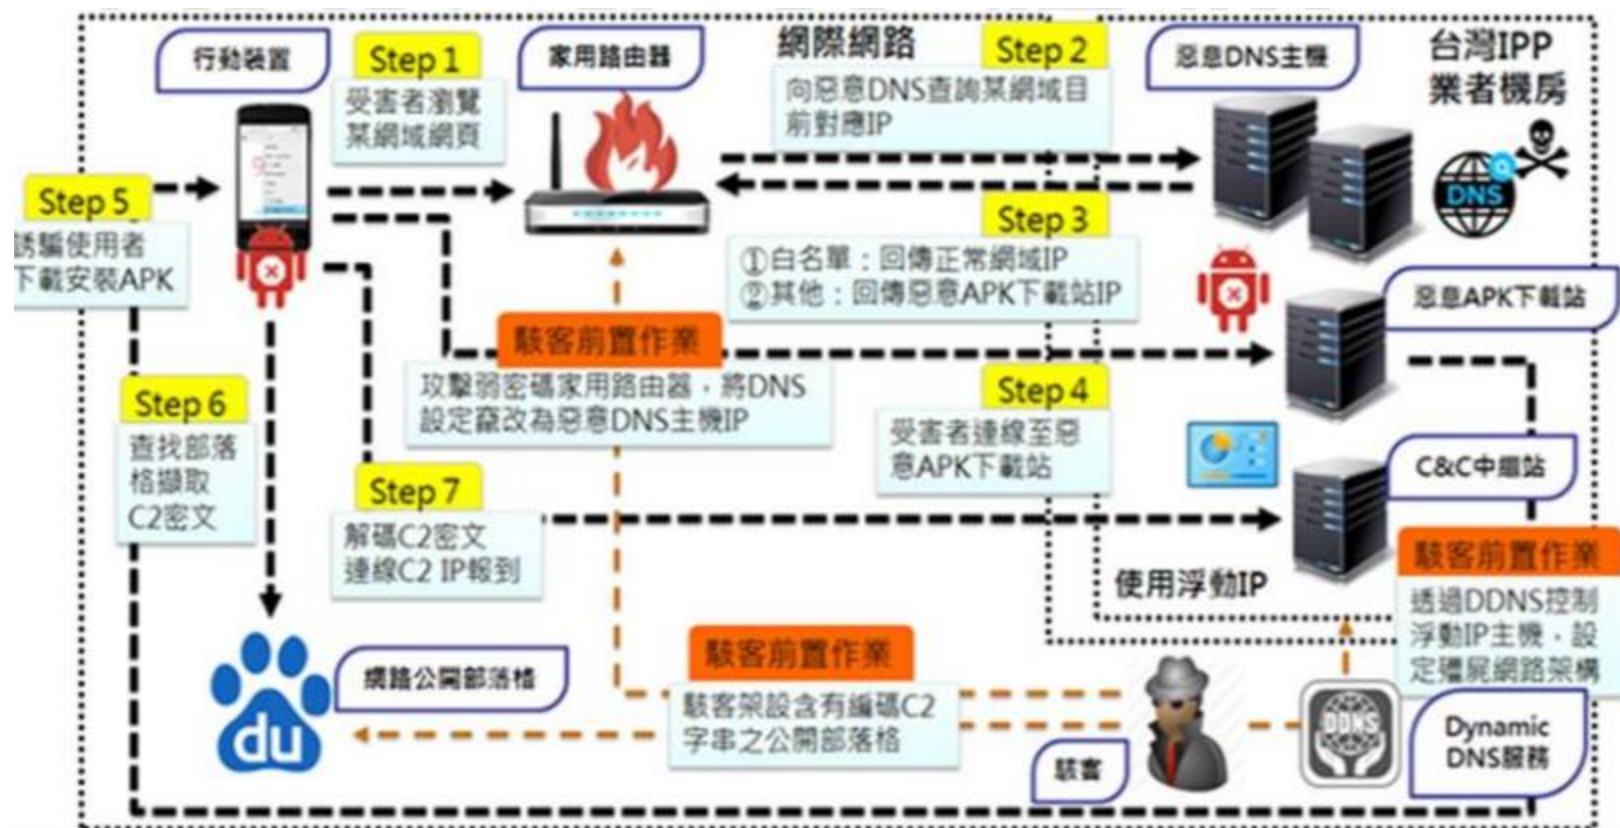 行動裝置
Step 1
受害者瀏覽
某網域網頁
家用路由器
網際網路
Step 2
向惡意DNS查詢某網域目
前對應IP
惡意DNS主機
台灣IPP
業者機房
DNS
Step 5
誘騙使用者
下載安裝APK
Step 3
①白名單：回傳正常網域IP
②其他：回傳惡意APK下載站IP
惡意APK下載站
駭客前置作業
攻擊弱密碼家用路由器，將DNS
設定竄改為惡意DNS主機IP
Step 4
受害者連線至惡
意APK下載站
Step 6
查找部落
格擷取
C2密文
Step 7
解碼C2密文
連線C2 IP報到
C&C中繼站
使用浮動IP
駭客前置作業
透過DDNS控制
浮動IP主機，設
定殭屍網路架構
du
網路公開部落格
駭客前置作業
駭客架設含有編碼C2
字串之公開部落格
駭客
DDNS
Dynamic
DNS服務